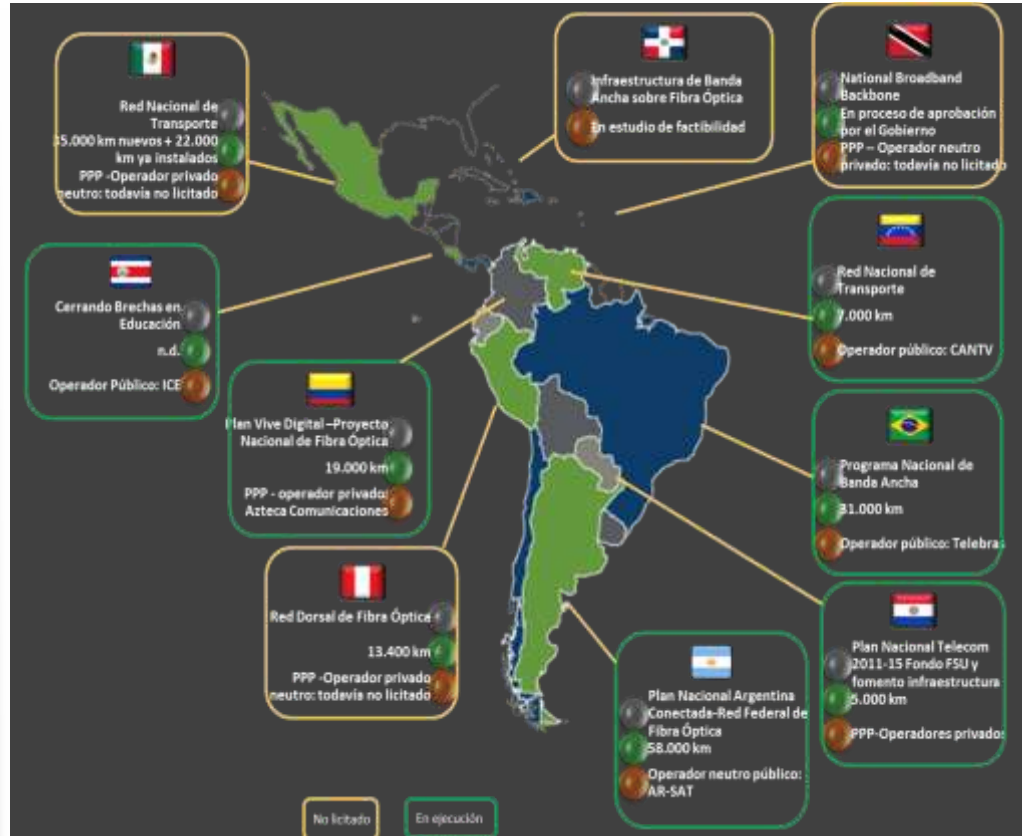 Red Nacional de
Transporte
35.000 km nuevos + 22.000
km ya instalados
PPP -Operador privado
neutro: todavía no licitado
Infraestructura de Banda
Ancha sobre Fibra Óptica
En estudio de factibilidad
National Broadband
Backbone
En proceso de aprobación
por el Gobierno
PPP – Operador neutro
privado: todavía no licitado
Cerrando Brechas en
Educación
n.d.
Operador Público: ICE
Red Nacional de
Transporte
7.000 km
Operador público: CANTV
Plan Vive Digital –Proyecto
Nacional de Fibra Óptica
19.000 km
PPP - operador privado:
Azteca Comunicaciones
Programa Nacional de
Banda Ancha
31.000 km
Operador público: Telebras
Red Dorsal de Fibra Óptica
13.400 km
PPP -Operador privado
neutro: todavía no licitado
Plan Nacional Argentina
Conectada-Red Federal de
Fibra Óptica
58.000 km
Operador neutro público:
AR-SAT
Plan Nacional Telecom
2011-15 Fondo FSU y
fomento infraestructura
5.000 km
PPP-Operadores privados
No licitado
En ejecución